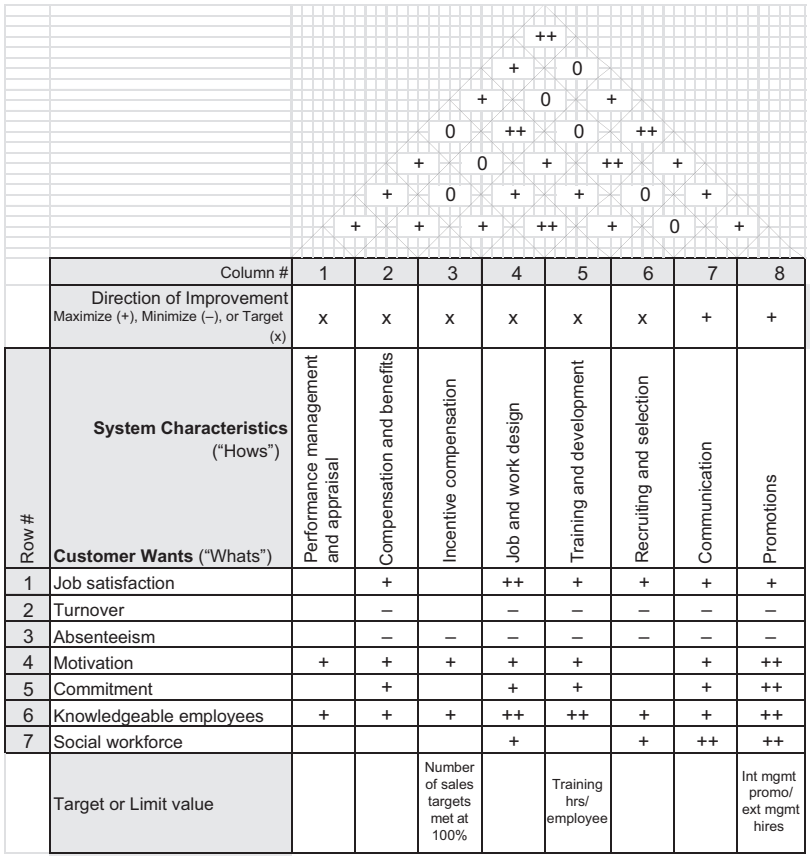 ++
+ 0
+ 0 +
0 ++ 0 ++
+ 0 + ++ +
+ 0 + + 0 +
+ + + ++ + 0 +
Column # 1 2 3 4 5 6 7 8
Direction of Improvement
Maximize (+), Minimize (–), or Target
(x)
x x x x x x + +
Row #
System Characteristics
("Hows")
Customer Wants ("Whats")
Performance management
and appraisal
Compensation and benefits
Incentive compensation
Job and work design
Training and development
Recruiting and selection
Communication
Promotions
1 Job satisfaction + ++ + + + +
2 Turnover – – – – – –
3 Absenteeism – – – – – – –
4 Motivation + + + + + + ++
5 Commitment + + + + ++
6 Knowledgeable employees + + + ++ ++ + + ++
7 Social workforce + + ++ ++
Target or Limit value
Number
of sales
targets
met at
100%
Training
hrs/
employee
Int mgmt
promo/
ext mgmt
hires